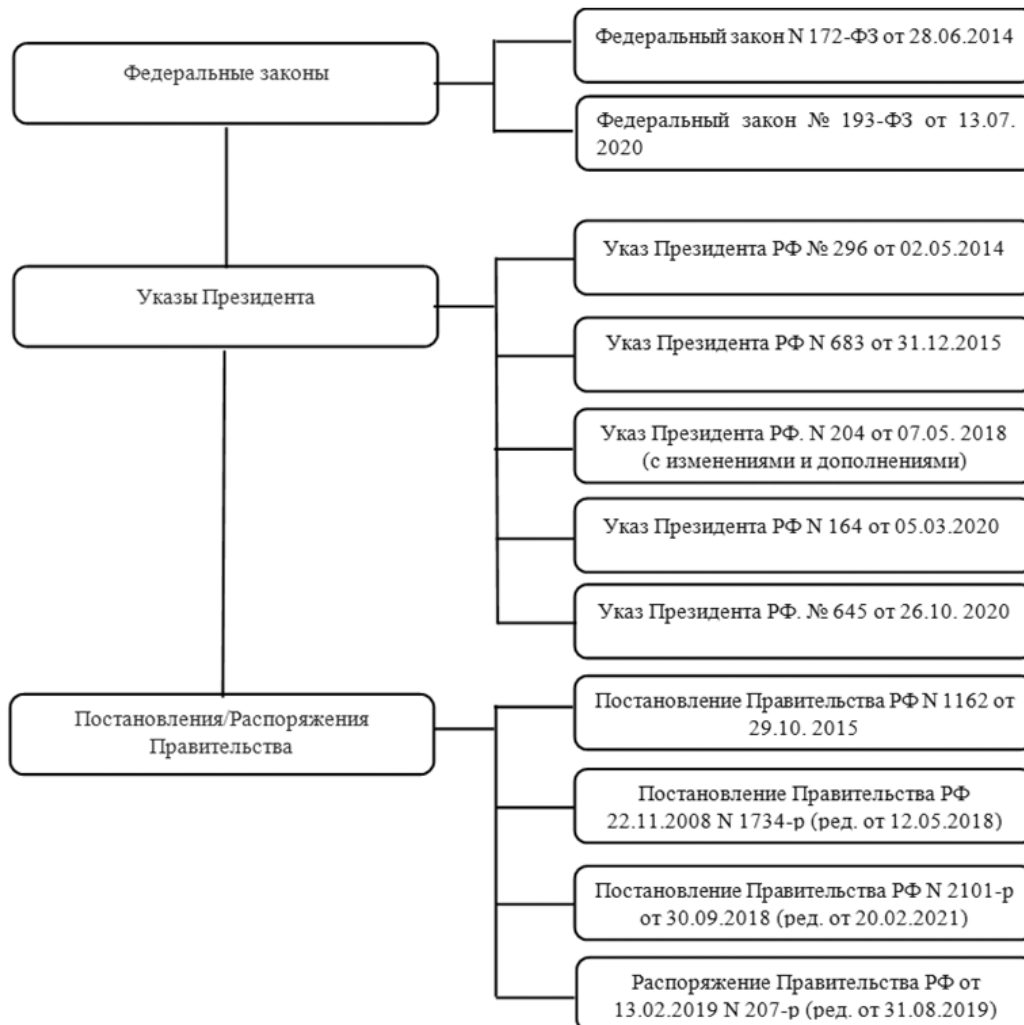 Федеральные законы
Федеральный закон N 172-ФЗ от 28.06.2014
Федеральный закон № 193-ФЗ от 13.07.
2020
Указы Президента
Указ Президента РФ № 296 от 02.05.2014
Указ Президента РФ N 683 от 31.12.2015
Указ Президента РФ. N 204 от 07.05. 2018
(с изменениями и дополнениями)
Указ Президента РФ N 164 от 05.03.2020
Указ Президента РФ. № 645 от 26.10. 2020
Постановления/Распоряжения
Правительства
Постановление Правительства РФ N 1162 от
29.10. 2015
Постановление Правительства РФ
22.11.2008 N 1734-р (ред. от 12.05.2018)
Постановление Правительства РФ N 2101-р
от 30.09.2018 (ред. от 20.02.2021)
Распоряжение Правительства РФ от
13.02.2019 N 207-р (ред. от 31.08.2019)